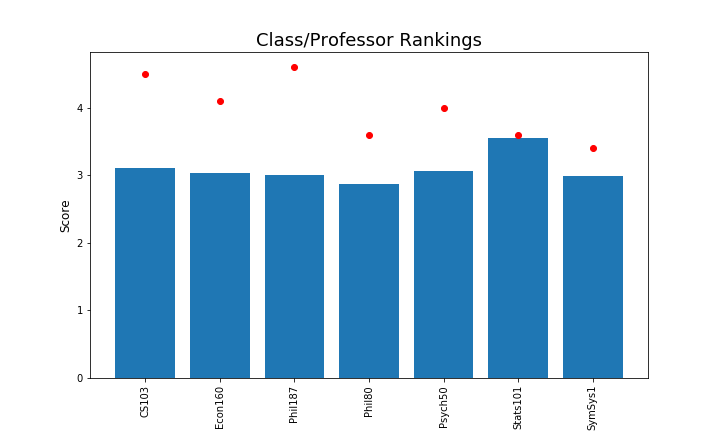 Class/Professor Rankings
Score
4
3
2
1
0
CS103
Econ160
Phil187
Phil80
Psych50
Stats101
SymSys1